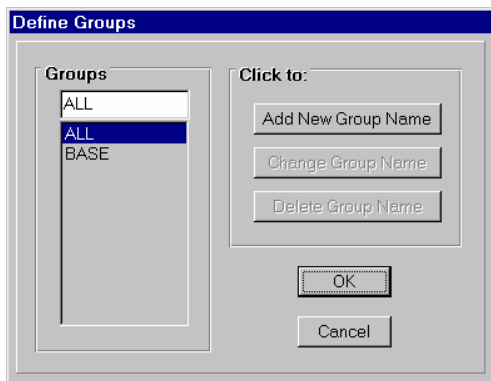 Define Groups
Groups
ALL
ALL
BASE
Click to:
Add New Group Name
Change Group Name
Delete Group Name
OK
Cancel